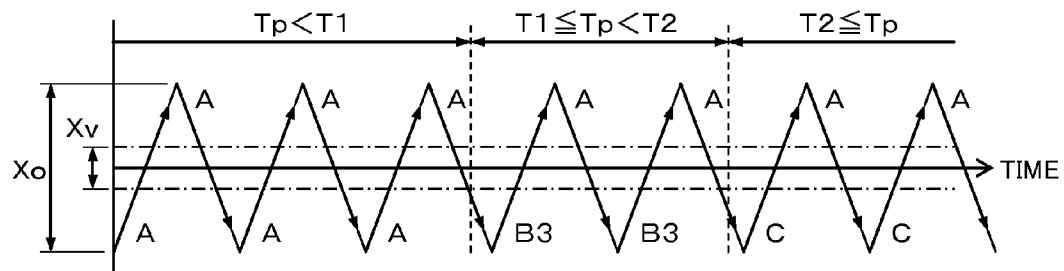 Tp<T1 T1≦Tp<T2 T2≦Tp
A A A A A A A
Xv
Xo TIME
A A A B3 B3 C C